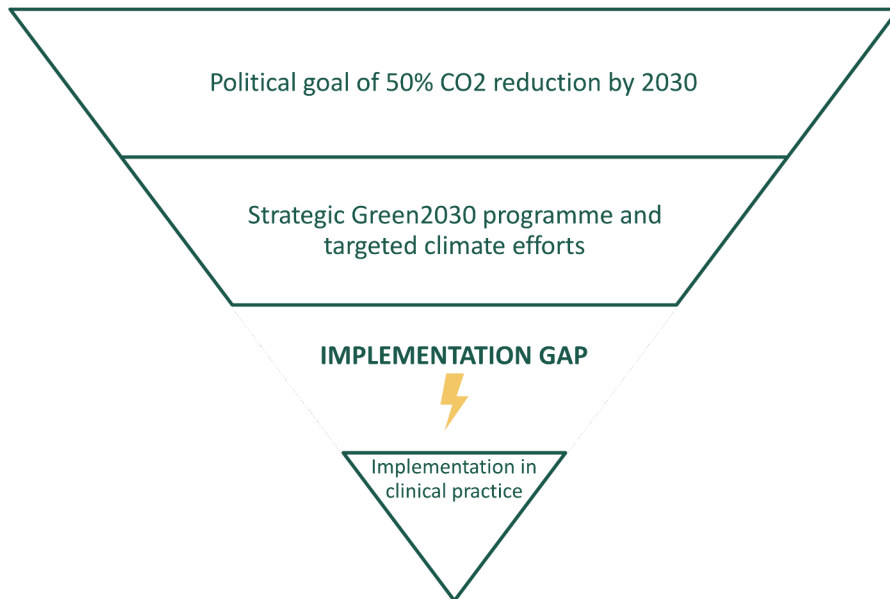 Political goal of 50% CO2 reduction by 2030
Strategic Green2030 programme and
targeted climate efforts
IMPLEMENTATION GAP
Implementation in
clinical practice